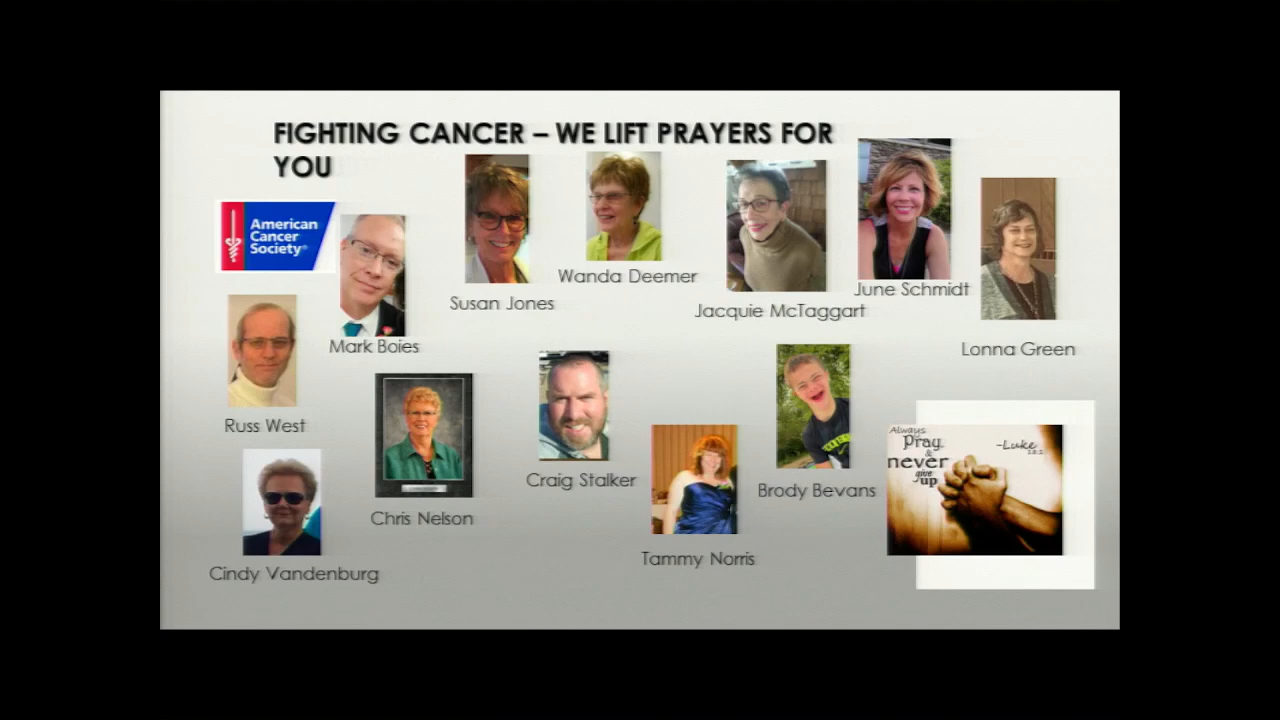 FIGHTING CANCER – WE LIFT PRAYERS FOR
YOU
American
Cancer
Society®
Susan Jones
Wanda Deemer
Jacquie McTaggart
June Schmidt
Lonna Green
Mark Boies
Russ West
Chris Nelson
Craig Stalker
Tammy Norris
Brody Bevans
Cindy Vandenburg
Always
Pray
&
never
give
up
-Luke
18:1